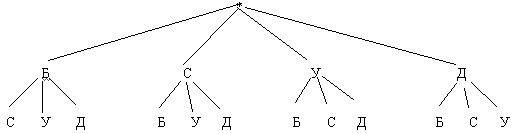 *
Б С У Д
С У Д Б У Д Б С Д Б С У